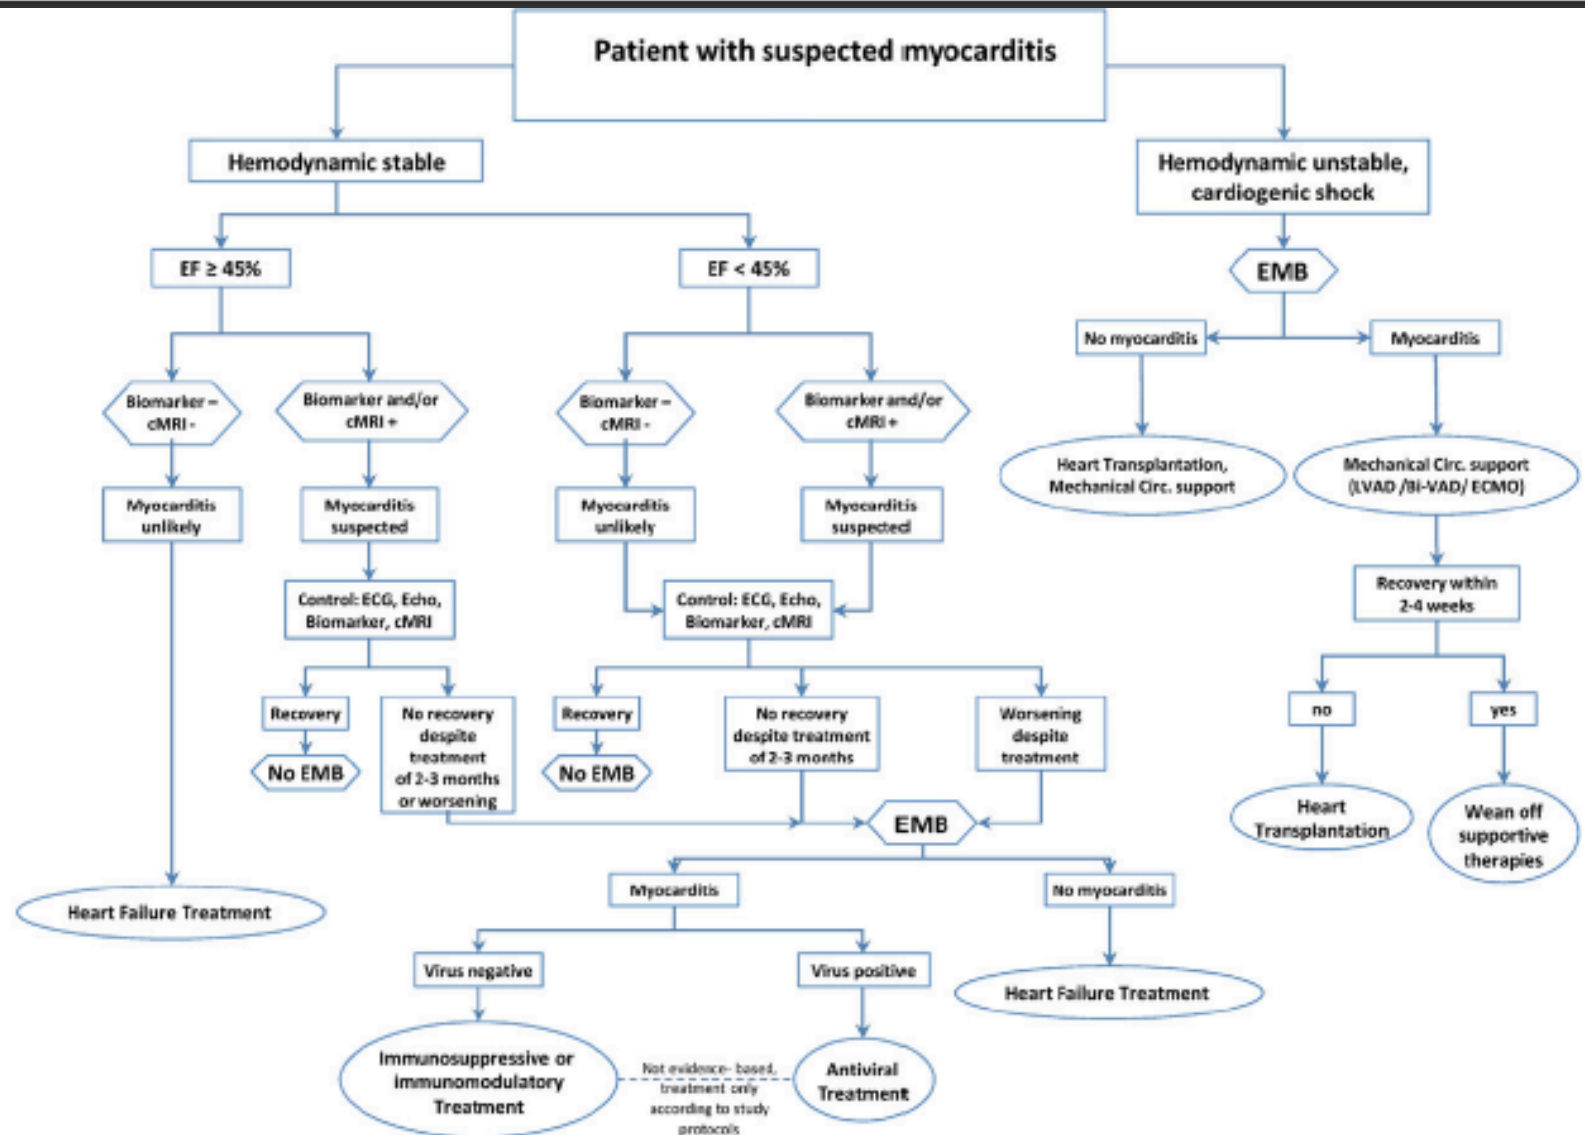 Patient with suspected myocarditis
Hemodynamic stable
Hemodynamic unstable,
cardiogenic shock
EF ≥ 45%
EF < 45%
EMB
No myocarditis
Myocarditis
Biomarker –
cMRI -
Biomarker and/or
cMRI +
Biomarker –
cMRI -
Biomarker and/or
cMRI +
Heart Transplantation,
Mechanical Circ. support
Mechanical Circ. support
(LVAD /Bi-VAD/ ECMO)
Myocarditis
unlikely
Myocarditis
suspected
Myocarditis
unlikely
Myocarditis
suspected
Control: ECG, Echo,
Biomarker, cMRI
Control: ECG, Echo,
Biomarker, cMRI
Recovery within
2-4 weeks
Recovery
No EMB
No recovery
despite
treatment
of 2-3 months
or worsening
Recovery
No EMB
No recovery
despite treatment
of 2-3 months
Worsening
despite
treatment
no
yes
Heart
Transplantation
Wean off
supportive
therapies
EMB
Myocarditis
No myocarditis
Heart Failure Treatment
Virus negative
Virus positive
Heart Failure Treatment
Immunosuppressive or
immunomodulatory
Treatment
Not evidence- based,
treatment only
according to study
protocols
Antiviral
Treatment